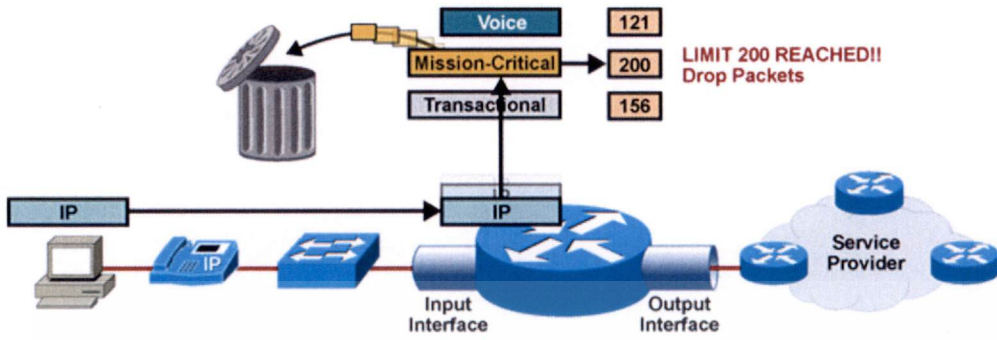 Voice
121
Mission-Critical
200
LIMIT 200 REACHED!!
Drop Packets
Transactional
156
IP
IP
IP
IP
Input
Interface
Output
Interface
Service
Provider